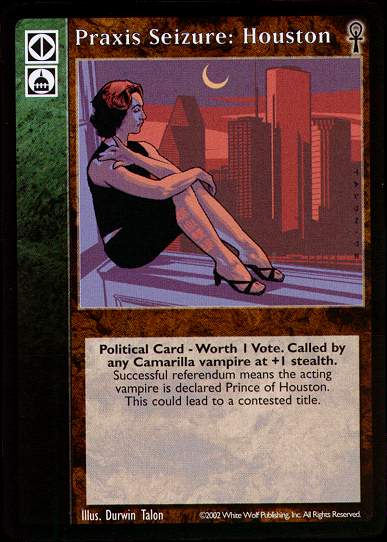 Praxis Seizure: Houston
Political Card - Worth 1 Vote. Called by
any Camarilla vampire at +1 stealth.
Successful referendum means the acting
vampire is declared Prince of Houston.
This could lead to a contested title.
Illus. Durwin Talon
©2002 White Wolf Publishing, Inc. All Rights Reserved.